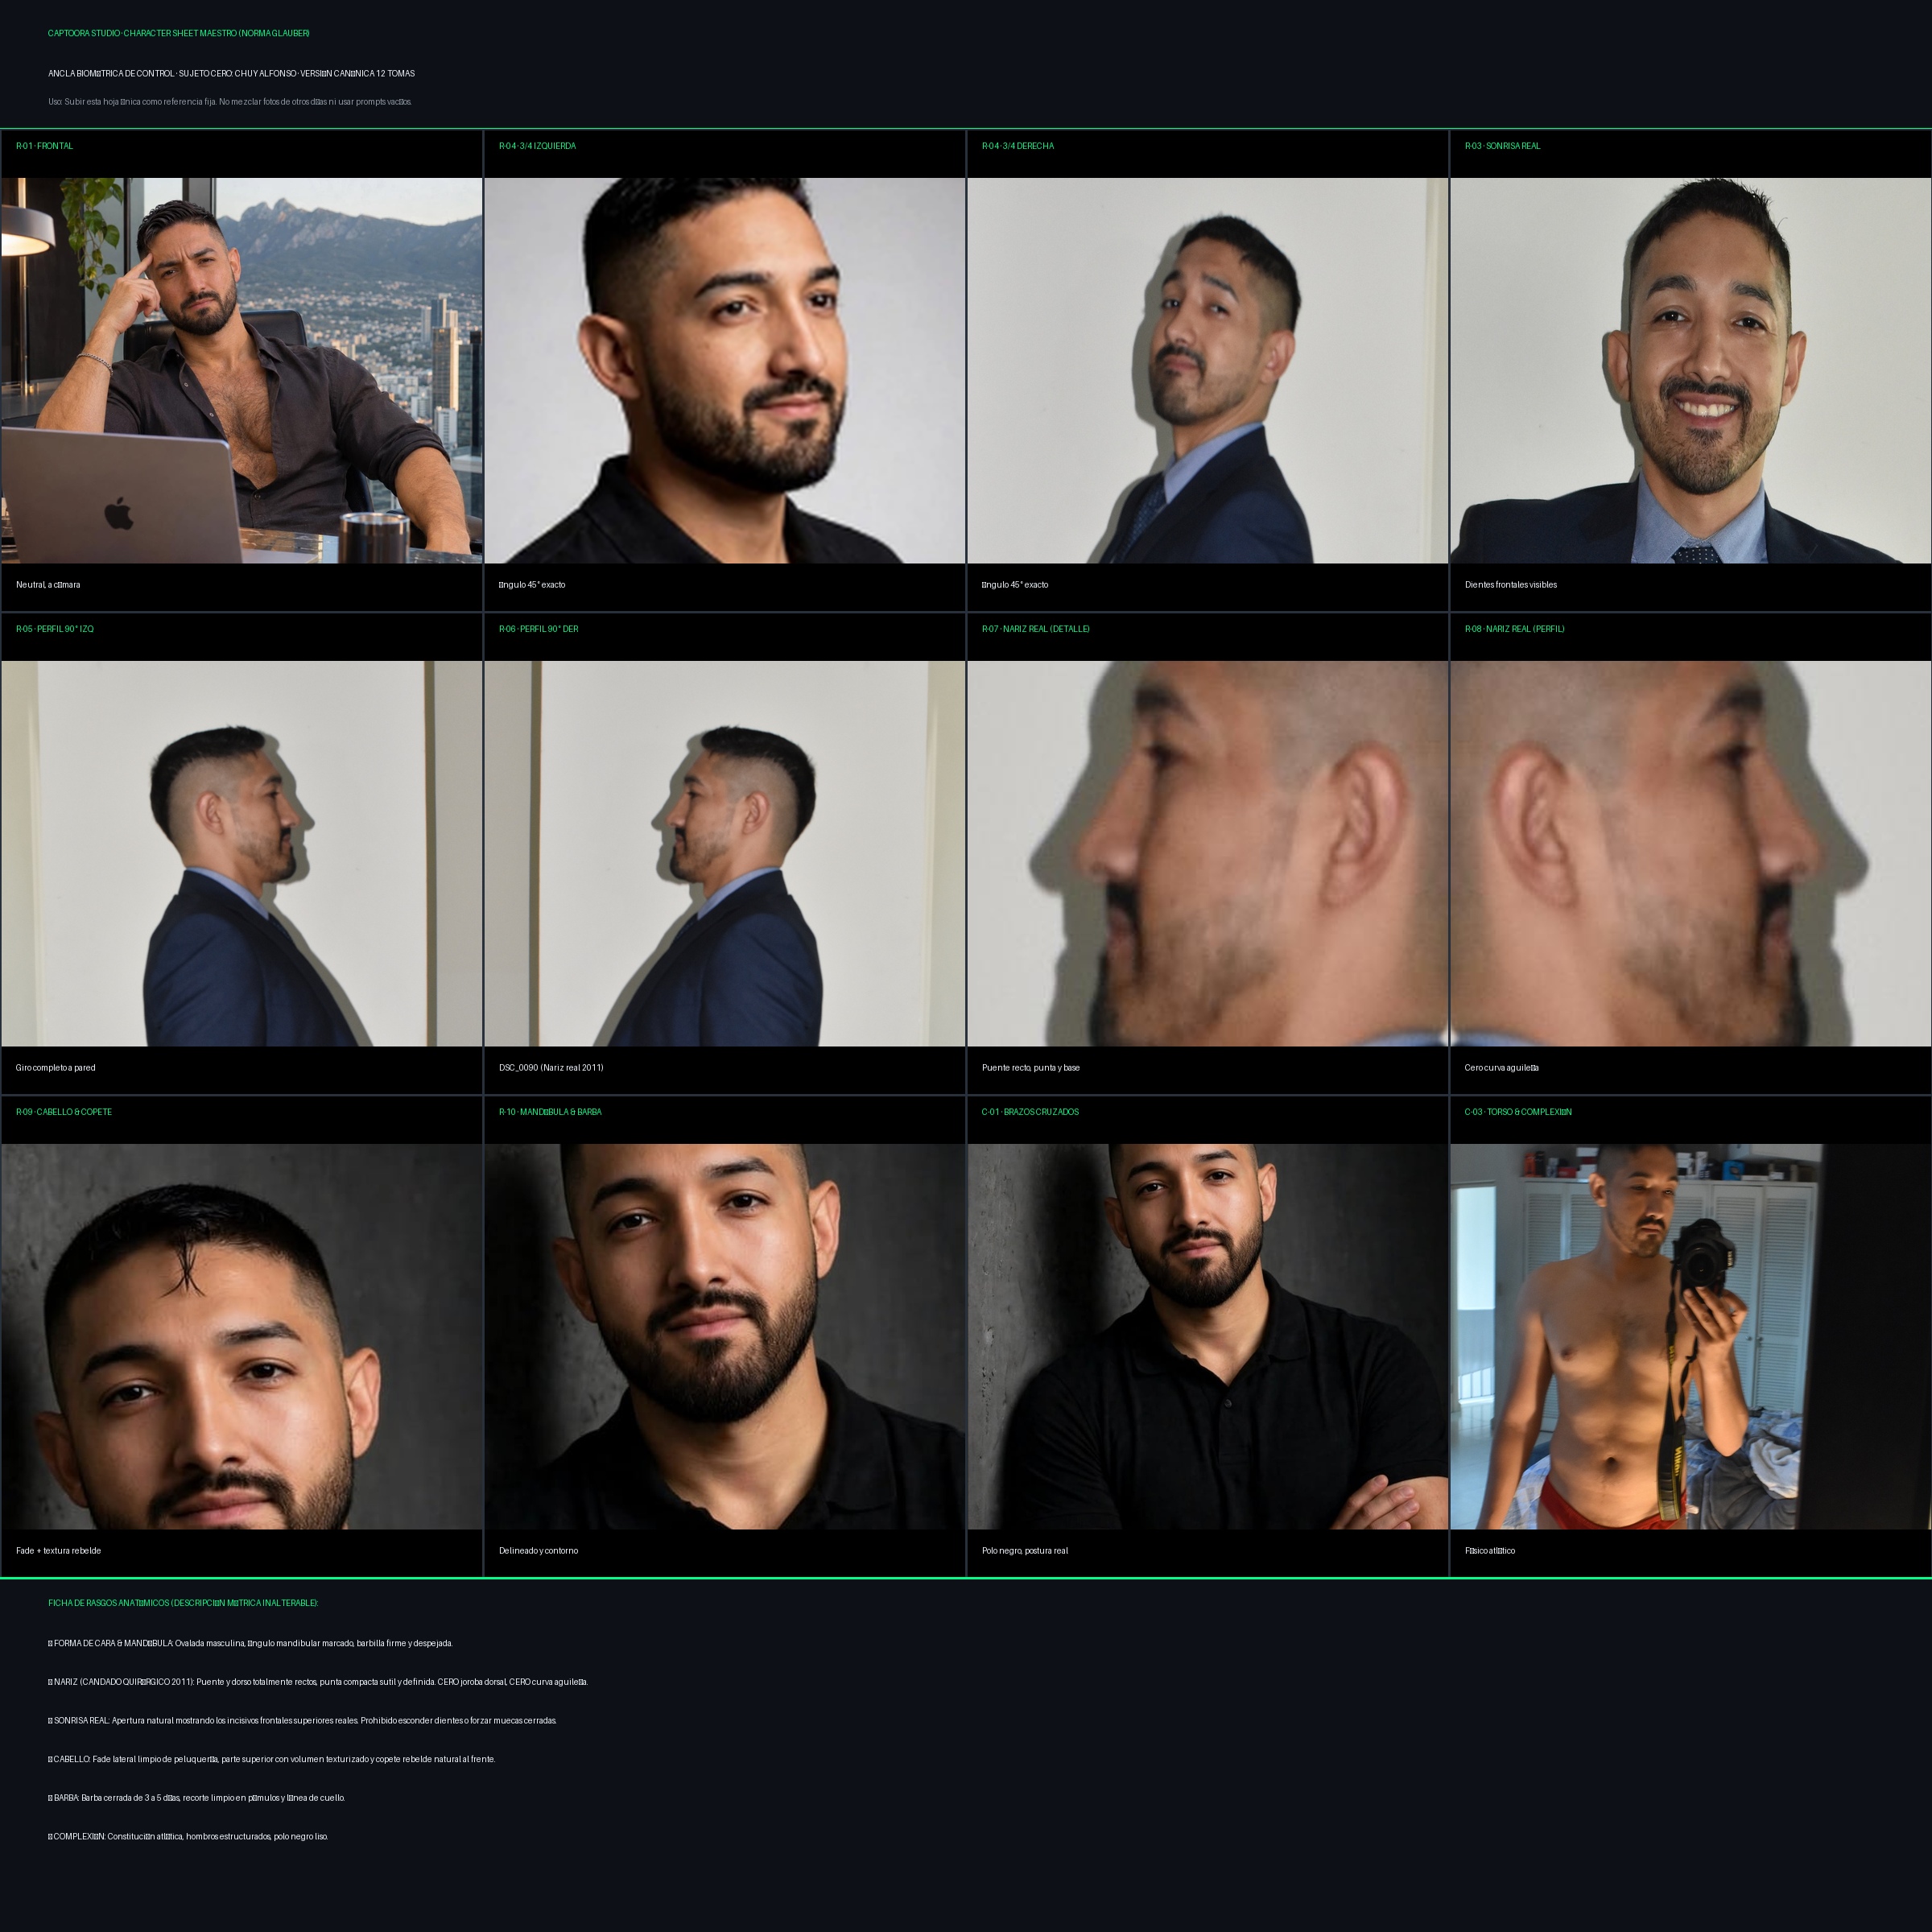 CAPTOORA STUDIO · CHARACTER SHEET MAESTRO (NORMA GLAUBER)
ANCLA BIOM□TRICA DE CONTROL · SUJETO CERO: CHUY ALFONSO · VERSI□N CAN□NICA 12 TOMAS
Uso: Subir esta hoja □nica como referencia fija. No mezclar fotos de otros d□as ni usar prompts vac□os.
R-01 · FRONTAL
R-04 · 3/4 IZQUIERDA
R-04 · 3/4 DERECHA
R-03 · SONRISA REAL
Neutral, a c□mara
□ngulo 45° exacto
□ngulo 45° exacto
Dientes frontales visibles
R-05 · PERFIL 90° IZQ
R-06 · PERFIL 90° DER
R-07 · NARIZ REAL (DETALLE)
R-08 · NARIZ REAL (PERFIL)
Giro completo a pared
DSC_0090 (Nariz real 2011)
Puente recto, punta y base
Cero curva aguile□a
R-09 · CABELLO & COPETE
R-10 · MAND□BULA & BARBA
C-01 · BRAZOS CRUZADOS
C-03 · TORSO & COMPLEXI□N
Fade + textura rebelde
Delineado y contorno
Polo negro, postura real
F□sico atl□tico
FICHA DE RASGOS ANAT□MICOS (DESCRIPCI□N M□TRICA INALTERABLE):
□ FORMA DE CARA & MAND□BULA: Ovalada masculina, □ngulo mandibular marcado, barbilla firme y despejada.
□ NARIZ (CANDADO QUIR□RGICO 2011): Puente y dorso totalmente rectos, punta compacta sutil y definida. CERO joroba dorsal, CERO curva aguile□a.
□ SONRISA REAL: Apertura natural mostrando los incisivos frontales superiores reales. Prohibido esconder dientes o forzar muecas cerradas.
□ CABELLO: Fade lateral limpio de peluquer□a, parte superior con volumen texturizado y copete rebelde natural al frente.
□ BARBA: Barba cerrada de 3 a 5 d□as, recorte limpio en p□mulos y l□nea de cuello.
□ COMPLEXI□N: Constituci□n atl□tica, hombros estructurados, polo negro liso.